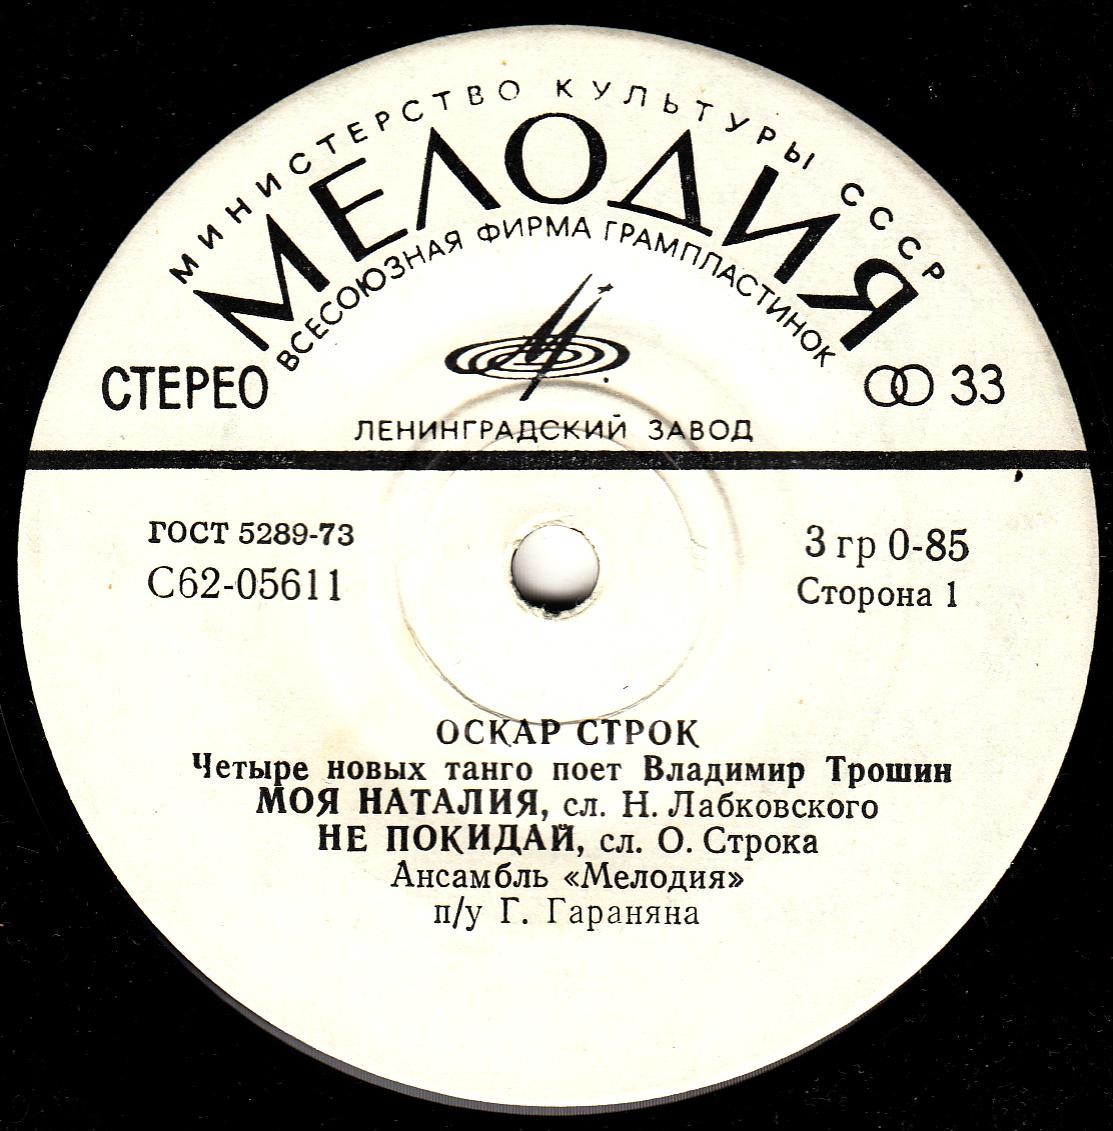 МИНИСТЕРСТВО КУЛЬТУРЫ СССР
МЕЛОДИЯ
ВСЕСОЮЗНАЯ ФИРМА ГРАМПЛАСТИНОК
СТЕРЕО
33
ЛЕНИНГРАДСКИЙ ЗАВОД
ГОСТ 5289-73
3 гр 0-85
С62-05611
Сторона 1
ОСКАР СТРОК
Четыре новых танго поет Владимир Трошин
МОЯ НАТАЛИЯ, сл. Н. Лабковского
НЕ ПОКИДАЙ, сл. О. Строка
Ансамбль «Мелодия»
п/у Г. Гараняна